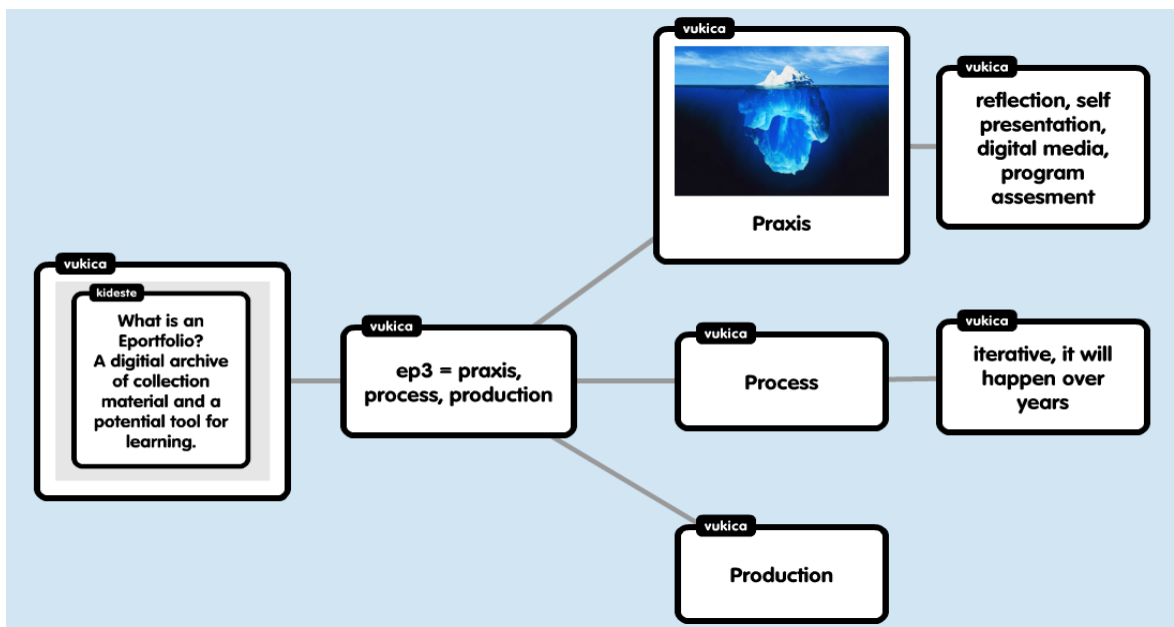 vukica
kideste
What is an
Eportfolio?
A digitial archive
of collection
material and a
potential tool for
learning.
vukica
ep3 = praxis,
process, production
vukica
Praxis
vukica
reflection, self
presentation,
digital media,
program
assesment
vukica
Process
vukica
iterative, it will
happen over
years
vukica
Production